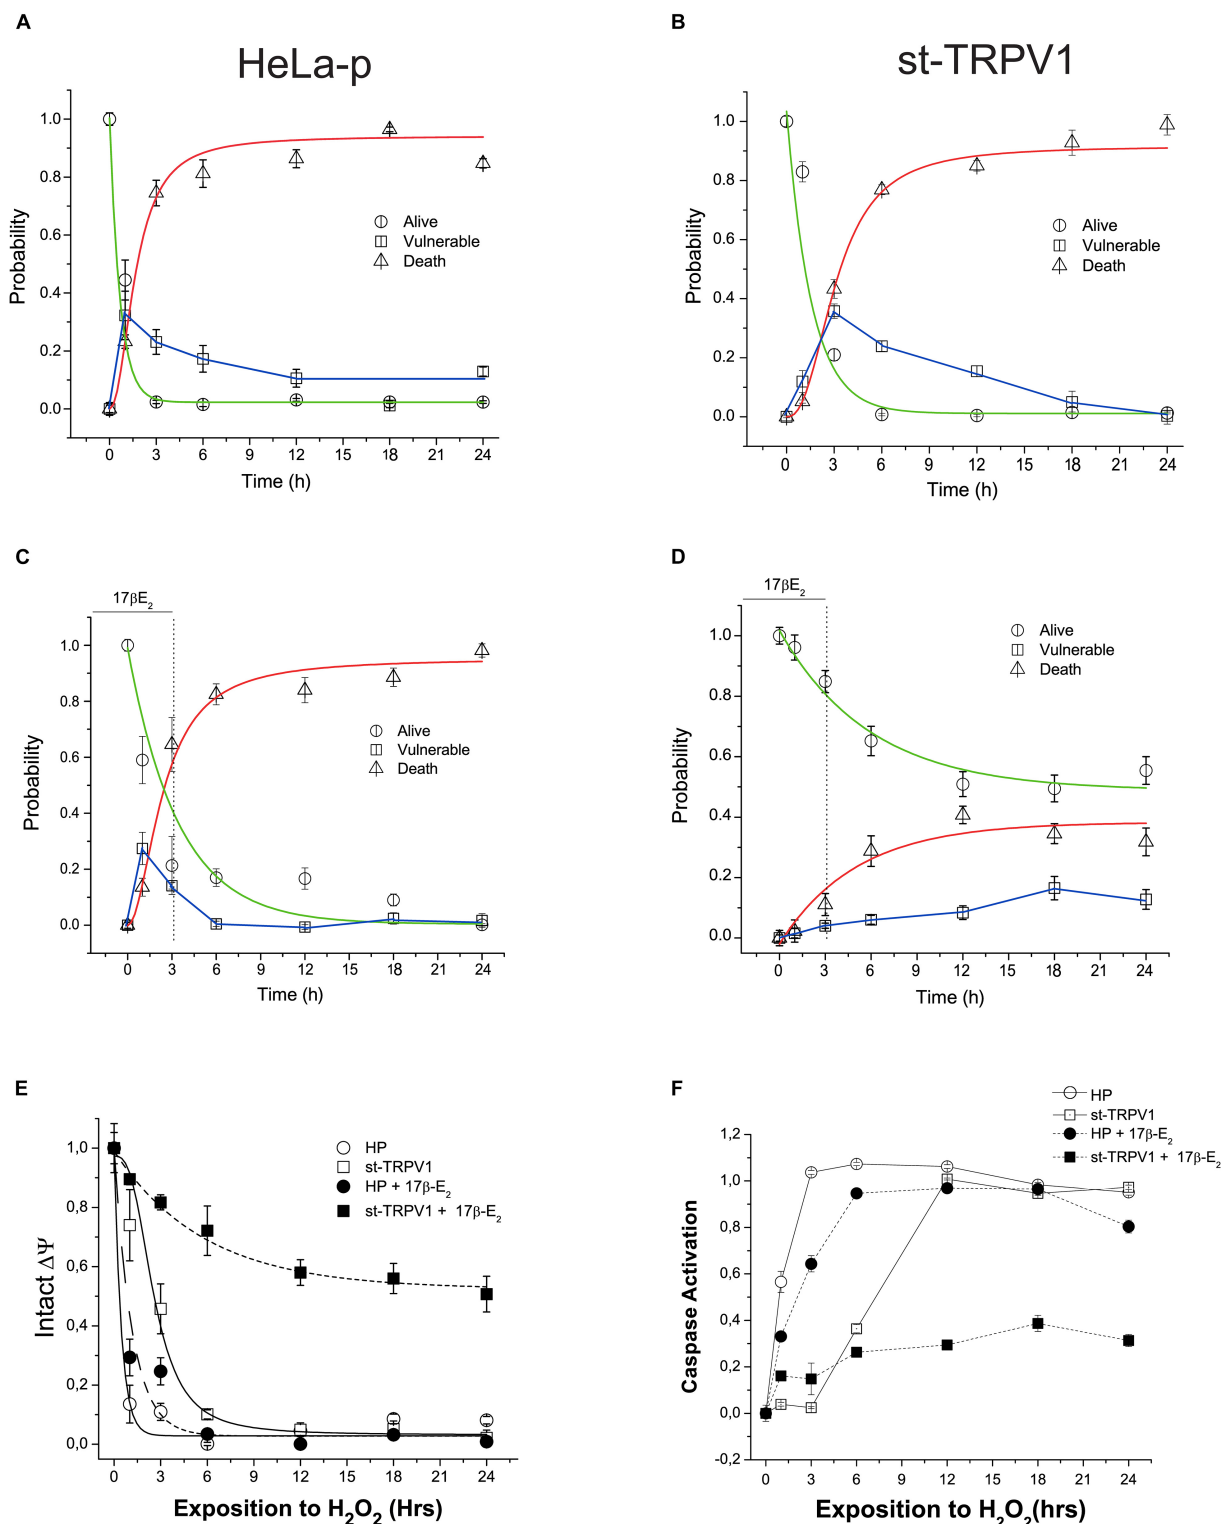 A
HeLa-p
Probability
1.0
0.8
0.6
0.4
0.2
0.0
Alive
Vulnerable
Death
0 3 6 9 12 15 18 21 24
Time (h)
B
st-TRPV1
Probability
1.0
0.8
0.6
0.4
0.2
0.0
Alive
Vulnerable
Death
0 3 6 9 12 15 18 21 24
Time (h)
C
17βE2
Probability
1.0
0.8
0.6
0.4
0.2
0.0
Alive
Vulnerable
Death
0 3 6 9 12 15 18 21 24
Time (h)
D
17βE2
Probability
1.0
0.8
0.6
0.4
0.2
0.0
Alive
Vulnerable
Death
0 3 6 9 12 15 18 21 24
Time (h)
E
Intact ΔΨ
1,0
0,8
0,6
0,4
0,2
0,0
HP
st-TRPV1
HP + 17β-E2
st-TRPV1 + 17β-E2
0 3 6 9 12 15 18 21 24
Exposition to H2O2 (Hrs)
F
HP
st-TRPV1
HP + 17β-E2
st-TRPV1 + 17β-E2
Caspase Activation
1,2
1,0
0,8
0,6
0,4
0,2
0,0
-0,2
0 3 6 9 12 15 18 21 24
Exposition to H2O2(hrs)